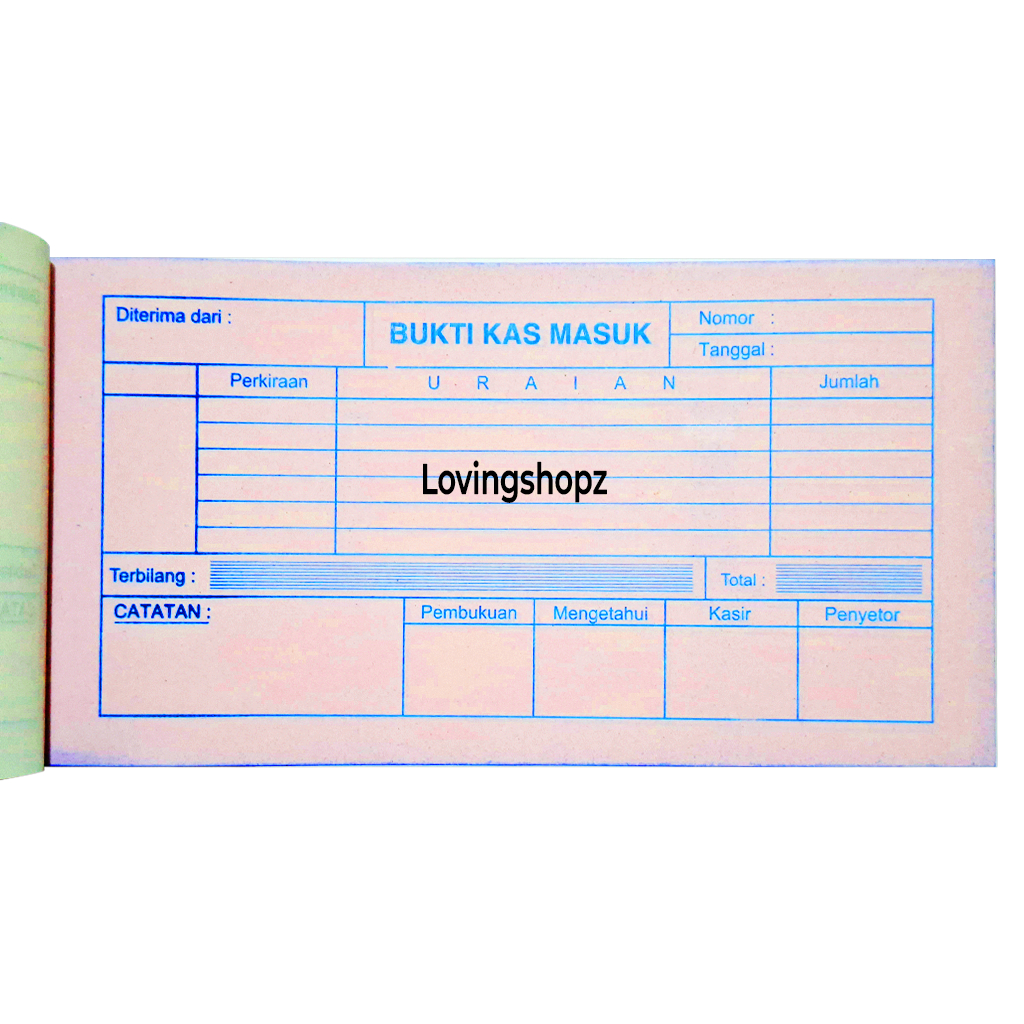 Diterima dari :
BUKTI KAS MASUK
Nomor :
Tanggal :
Perkiraan
U R A I A N
Jumlah
Lovingshopz
Terbilang :
Total :
CATATAN :
Pembukuan
Mengetahui
Kasir
Penyetor